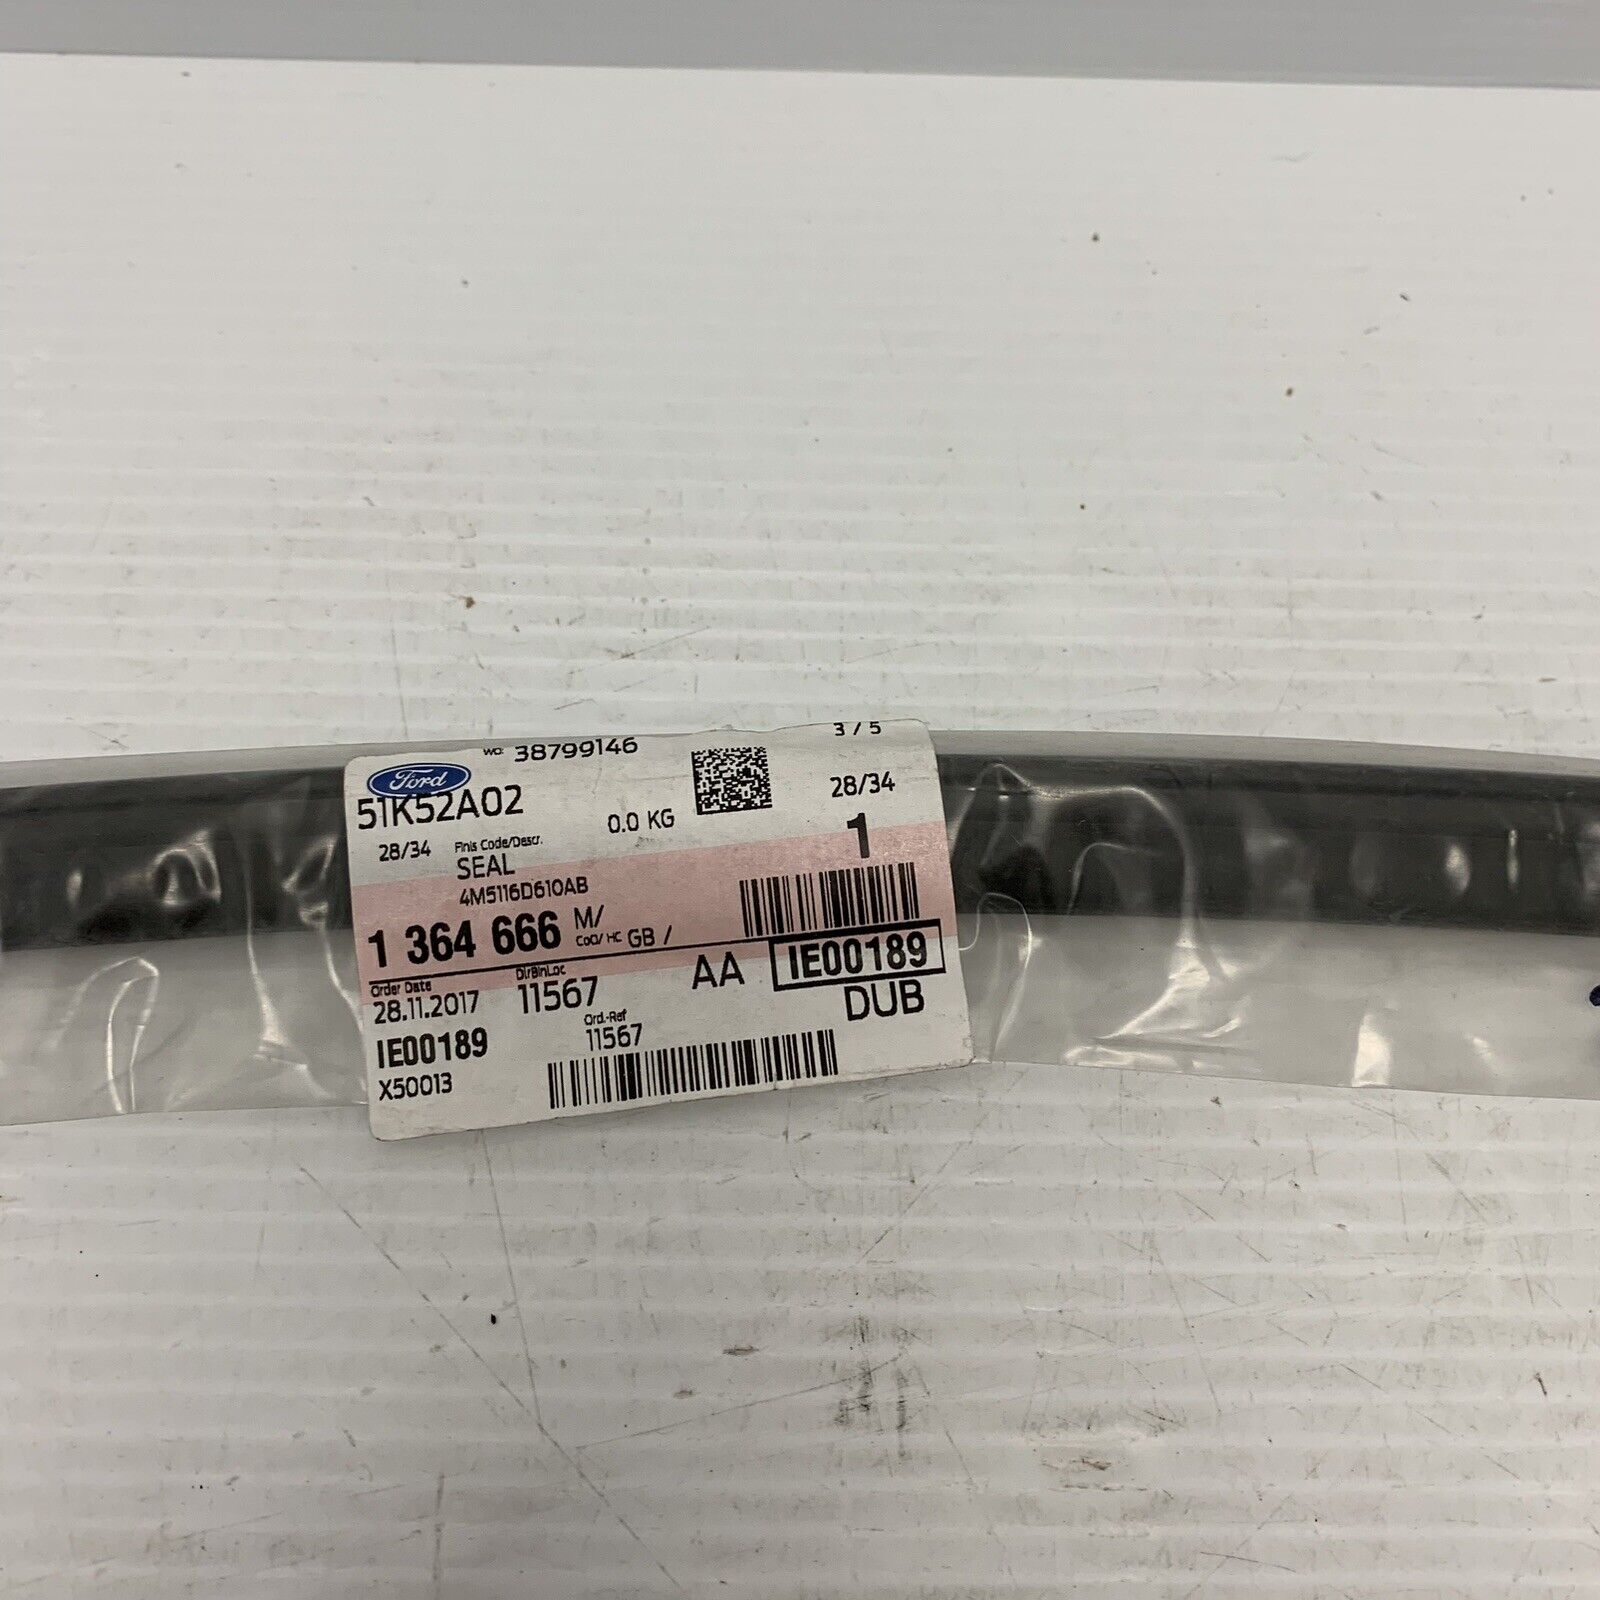 WO: 38799146
3 / 5
Ford
51K52A02
0.0 KG
28/34
28/34
Finis Code/Descr.
SEAL
1
4M5116D610AB
1 364 666 M/
CoO/ HC GB /
Order Date
DirBinLoc
28.11.2017
11567
AA
IE00189
DUB
IE00189
Ord.-Ref
11567
X50013